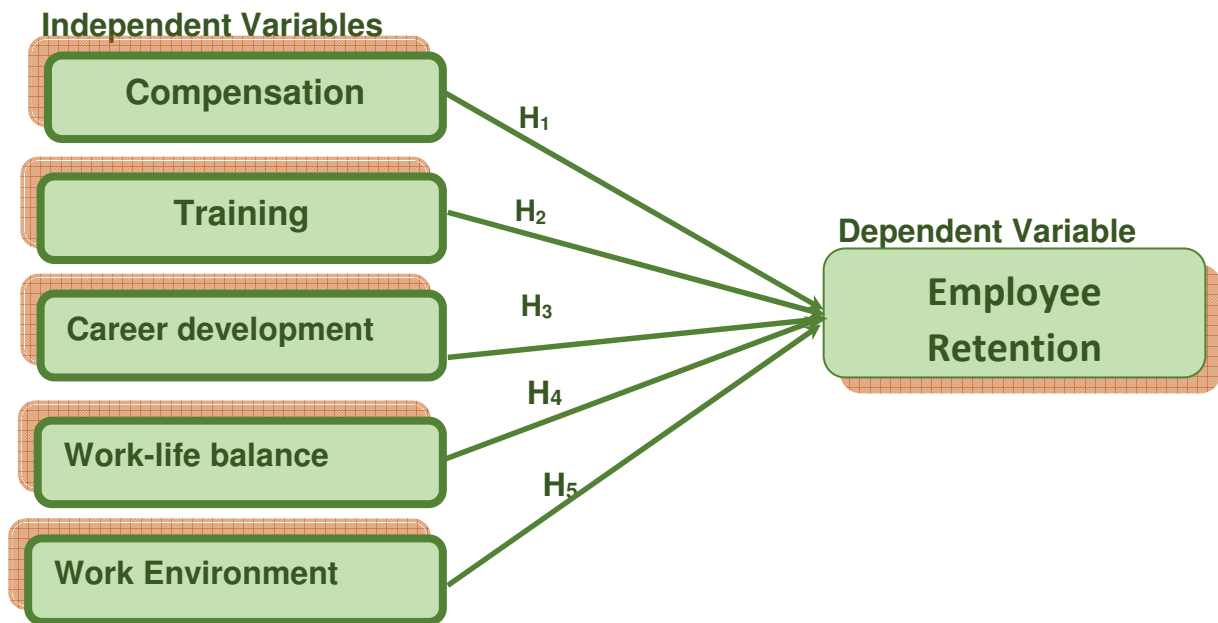 Independent Variables
Compensation
H₁
Training
H₂
Career development
H₃
Work-life balance
H₄
Work Environment
H₅
Dependent Variable
Employee
Retention